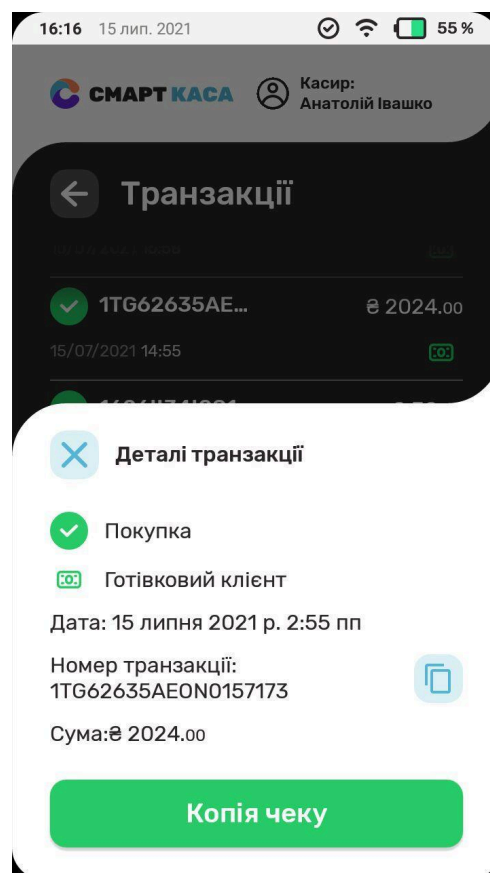 16:16 15 лип. 2021 55 %
СМАРТ КАСА
Касир:
Анатолій Івашко
Транзакції
1TG62635AE... ₴ 2024.00
15/07/2021 14:55
Деталі транзакції
Покупка
Готівковий клієнт
Дата: 15 липня 2021 р. 2:55 пп
Номер транзакції:
1TG62635AEON0157173
Сума:₴ 2024.00
Копія чеку